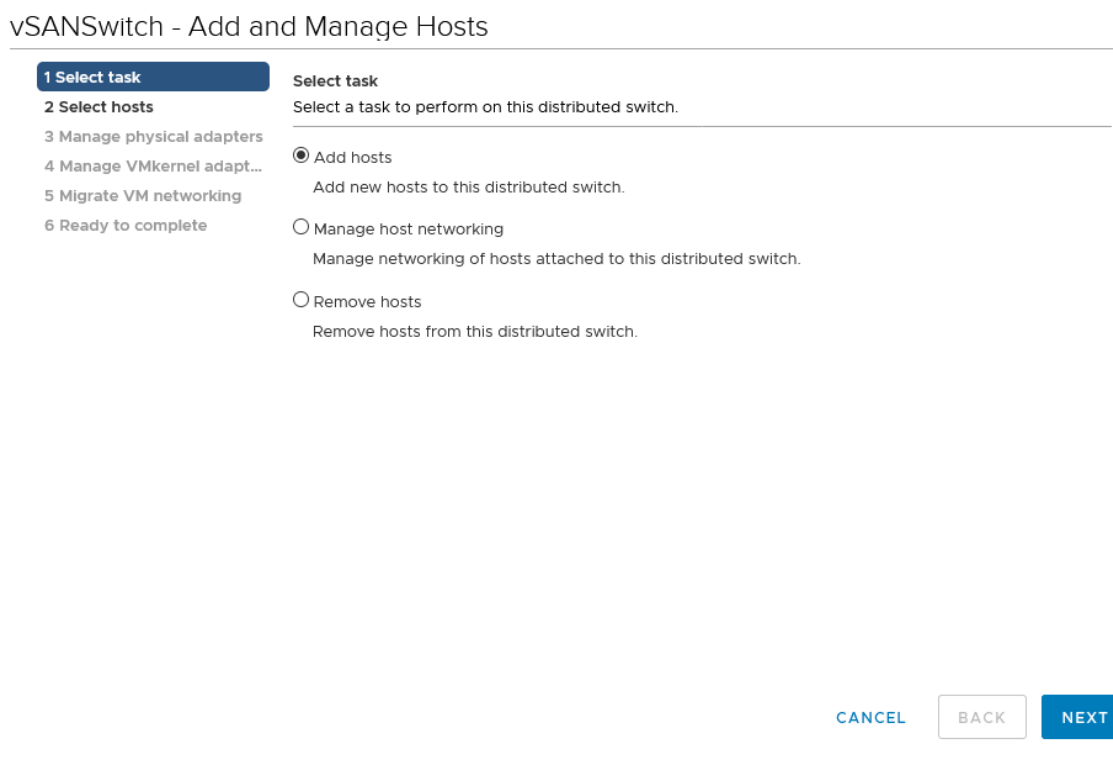 vSANSwitch - Add and Manage Hosts
1 Select task
2 Select hosts
3 Manage physical adapters
4 Manage VMkernel adapt...
5 Migrate VM networking
6 Ready to complete
Select task
Select a task to perform on this distributed switch.
Add hosts
Add new hosts to this distributed switch.
Manage host networking
Manage networking of hosts attached to this distributed switch.
Remove hosts
Remove hosts from this distributed switch.
CANCEL
BACK
NEXT